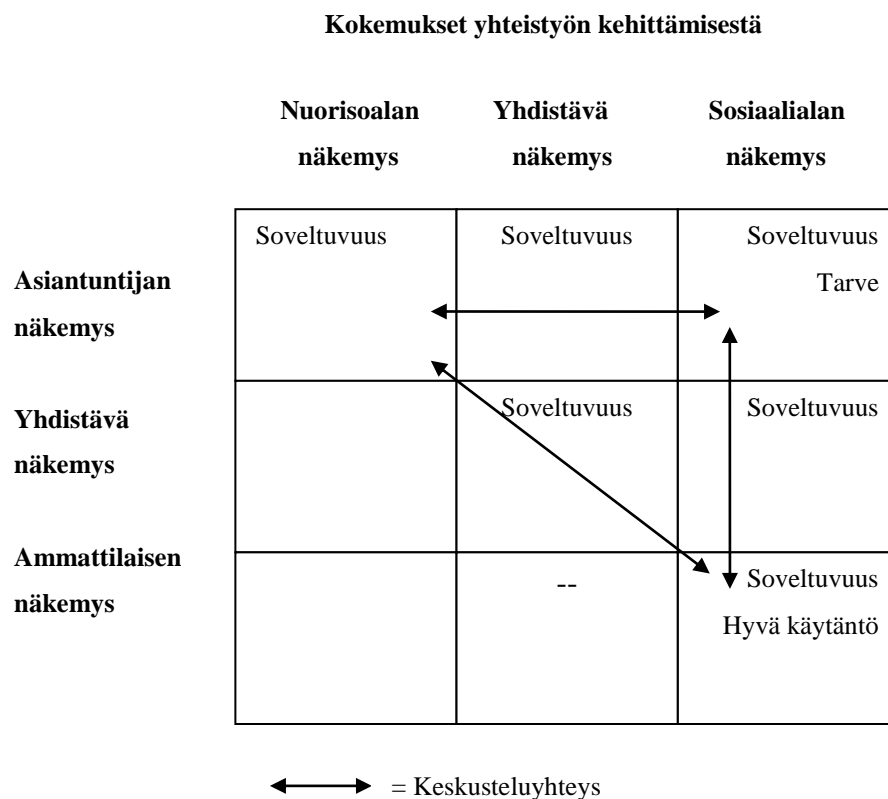 Kokemukset yhteistyön kehittämisestä
Nuorisoalan Yhdistävä Sosiaalialan
näkemys näkemys näkemys
Soveltuvuus Soveltuvuus Soveltuvuus
Asiantuntijan Tarve
näkemys
Yhdistävä Soveltuvuus Soveltuvuus
näkemys
Ammattilaisen
näkemys -- Soveltuvuus
Hyvä käytäntö
= Keskusteluyhteys